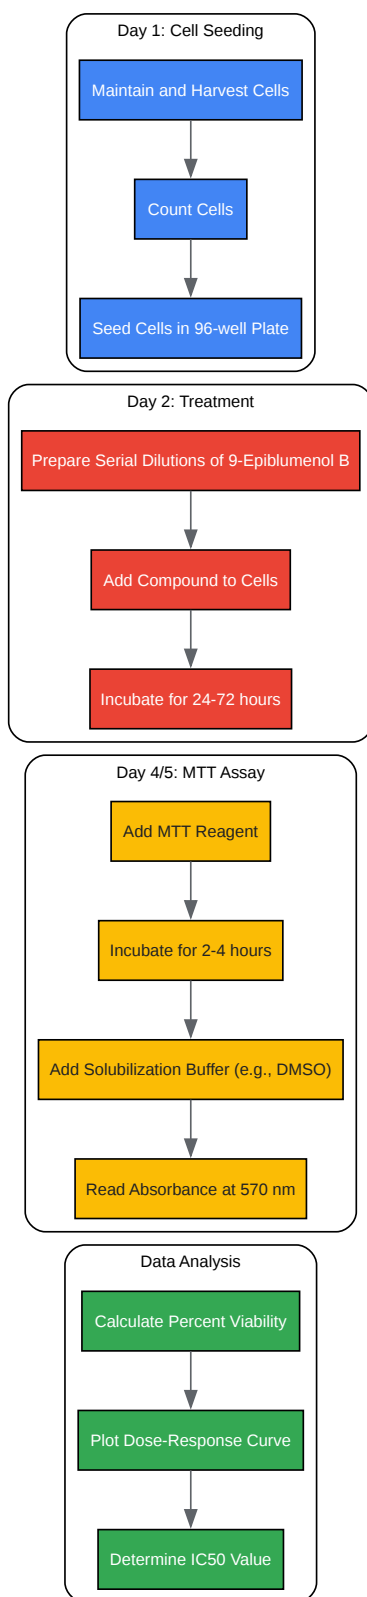 Day 1: Cell Seeding
Maintain and Harvest Cells
Count Cells
Seed Cells in 96-well Plate
Day 2: Treatment
Prepare Serial Dilutions of 9-Epiblumenol B
Add Compound to Cells
Incubate for 24-72 hours
Day 4/5: MTT Assay
Add MTT Reagent
Incubate for 2-4 hours
Add Solubilization Buffer (e.g., DMSO)
Read Absorbance at 570 nm
Data Analysis
Calculate Percent Viability
Plot Dose-Response Curve
Determine IC50 Value